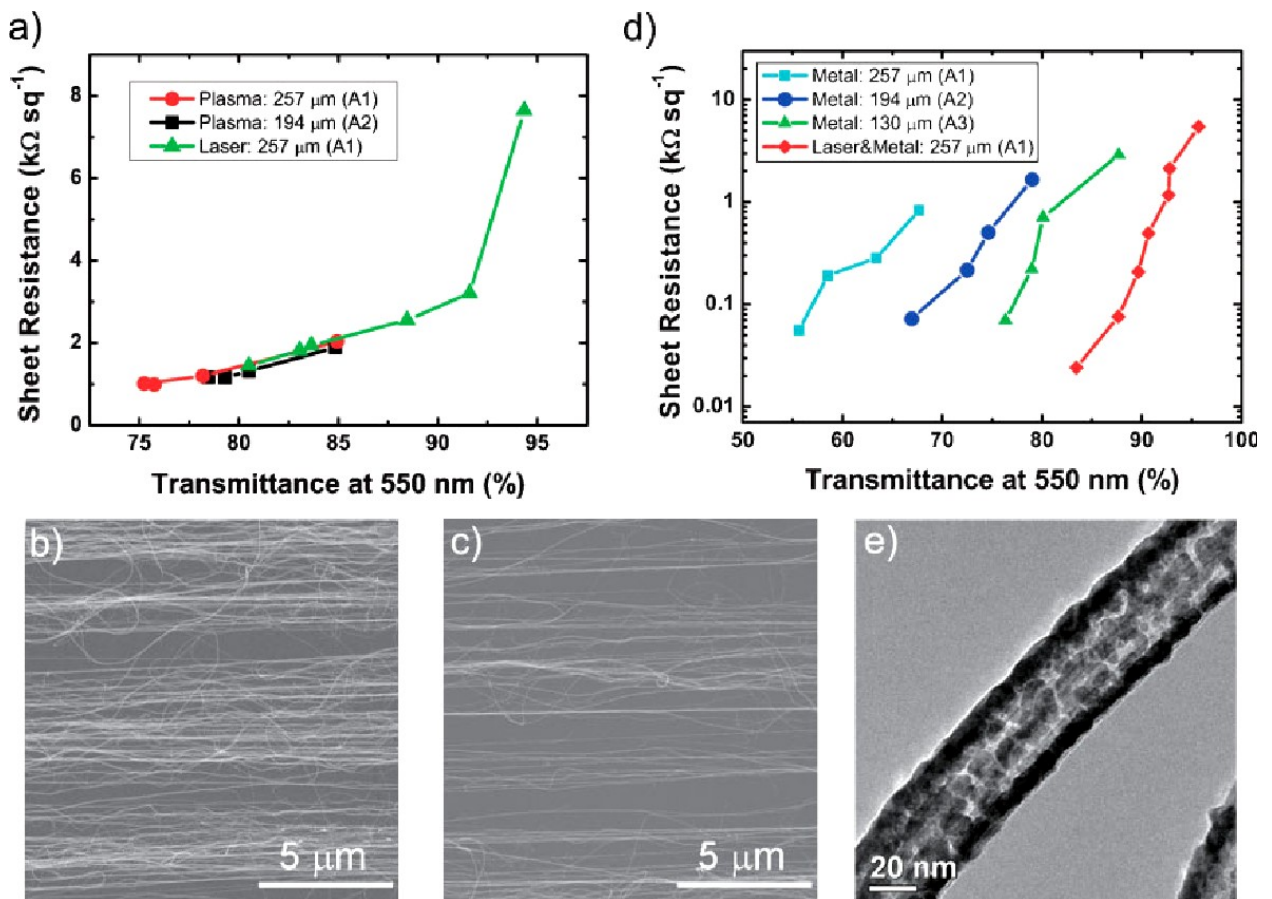 a)
8
6
4
2
0
Sheet Resistance (kΩ sq⁻¹)
Plasma: 257 μm (A1)
Plasma: 194 μm (A2)
Laser: 257 μm (A1)
75 80 85 90 95
Transmittance at 550 nm (%)
d)
10
1
0.1
0.01
Sheet Resistance (kΩ sq⁻¹)
Metal: 257 μm (A1)
Metal: 194 μm (A2)
Metal: 130 μm (A3)
Laser&Metal: 257 μm (A1)
50 60 70 80 90 100
Transmittance at 550 nm (%)
b)
5 μm
c)
5 μm
e)
20 nm